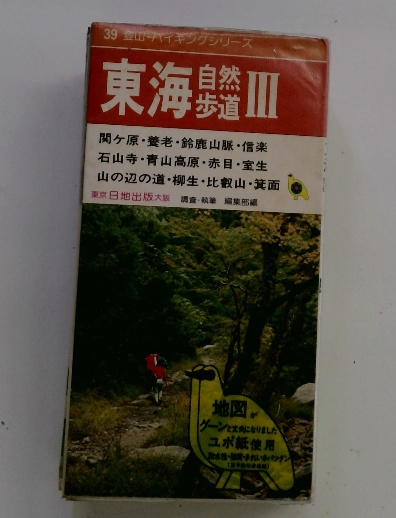 39 登山・ハイキングシリーズ
東海自然歩道 III
関ケ原・養老・鈴鹿山脈・信楽
石山寺・青山高原・赤目・室生
山の辺の道・柳生・比叡山・箕面
東京 日地出版 大阪 調査・執筆 編集部編
地図が
グーンと丈夫になりました
ユポ紙使用